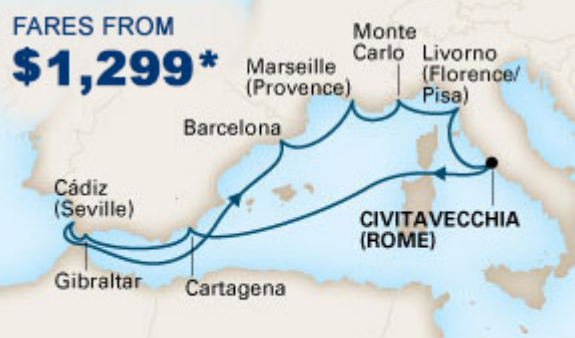 FARES FROM
$1,299*
Monte
Carlo
Livorno
(Florence/
Pisa)
Marseille
(Provence)
Barcelona
Cádiz
(Seville)
CIVITAVECCHIA
(ROME)
Gibraltar
Cartagena